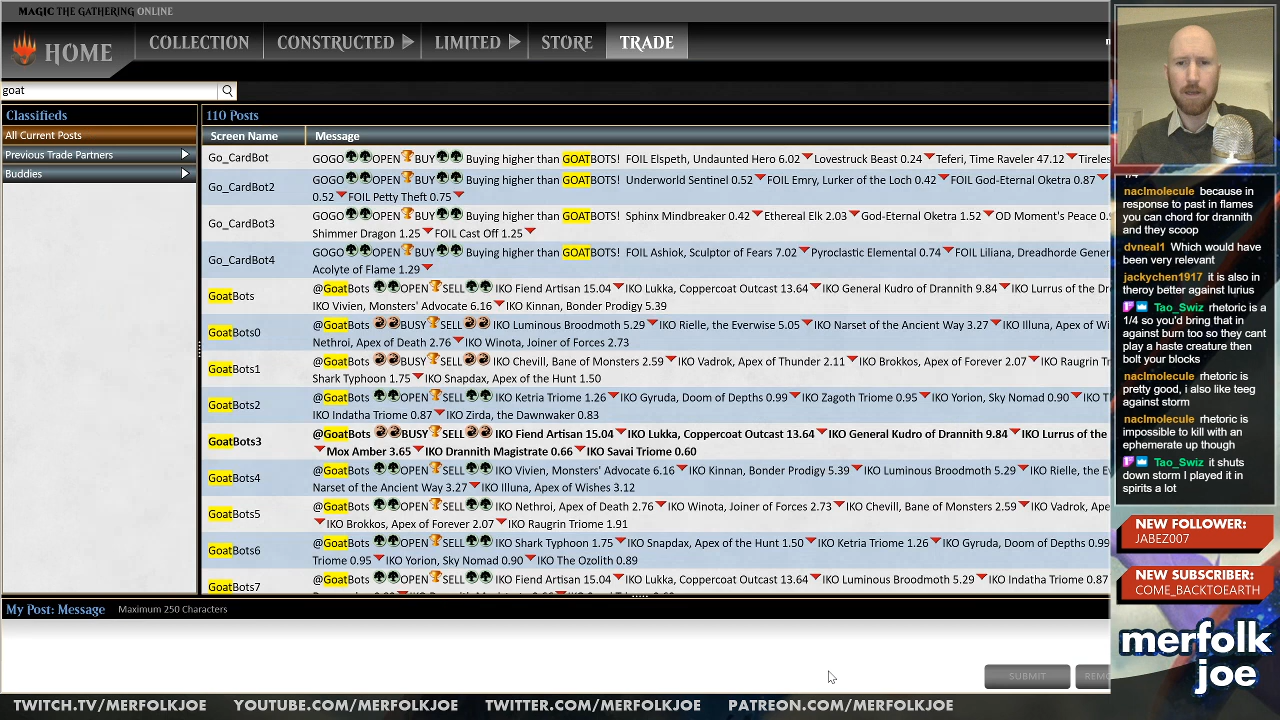 MAGIC THE GATHERING ONLINE
HOME
COLLECTION
CONSTRUCTED
LIMITED
STORE
TRADE
goat
Classifieds
All Current Posts
Previous Trade Partners
Buddies
110 Posts
Screen Name Message
Go_CardBot GOGO OPEN BUY Buying higher than GOATBOTS! FOIL Elspeth, Undaunted Hero 6.02 Lovestruck Beast 0.24 Teferi, Time Raveler 47.12 Tireles
Go_CardBot2 GOGO OPEN BUY Buying higher than GOATBOTS! Underworld Sentinel 0.52 FOIL Emry, Lurker of the Loch 0.42 FOIL God-Eternal Oketra 0.87
0.52 FOIL Petty Theft 0.75
Go_CardBot3 GOGO OPEN BUY Buying higher than GOATBOTS! Sphinx Mindbreaker 0.42 Ethereal Elk 2.03 God-Eternal Oketra 1.52 OD Moment's Peace 0.
Shimmer Dragon 1.25 FOIL Cast Off 1.25
Go_CardBot4 GOGO OPEN BUY Buying higher than GOATBOTS! FOIL Ashiok, Sculptor of Fears 7.02 Pyroclastic Elemental 0.74 FOIL Liliana, Dreadhorde Gene
Acolyte of Flame 1.29
GoatBots @GoatBots OPEN SELL IKO Fiend Artisan 15.04 IKO Lukka, Coppercoat Outcast 13.64 IKO General Kudro of Drannith 9.84 IKO Lurrus of the Dr
IKO Vivien, Monsters' Advocate 6.16 IKO Kinnan, Bonder Prodigy 5.39
GoatBots0 @GoatBots BUSY SELL IKO Luminous Broodmoth 5.29 IKO Rielle, the Everwise 5.05 IKO Narset of the Ancient Way 3.27 IKO Illuna, Apex of Wi
Nethroi, Apex of Death 2.76 IKO Winota, Joiner of Forces 2.73
GoatBots1 @GoatBots BUSY SELL IKO Chevill, Bane of Monsters 2.59 IKO Vadrok, Apex of Thunder 2.11 IKO Brokkos, Apex of Forever 2.07 IKO Raugrin Tri
Shark Typhoon 1.75 IKO Snapdax, Apex of the Hunt 1.50
GoatBots2 @GoatBots OPEN SELL IKO Ketria Triome 1.26 IKO Gyruda, Doom of Depths 0.99 IKO Zagoth Triome 0.95 IKO Yorion, Sky Nomad 0.90 IKO T
IKO Indatha Triome 0.87 IKO Zirda, the Dawnwaker 0.83
GoatBots3 @GoatBots BUSY SELL IKO Fiend Artisan 15.04 IKO Lukka, Coppercoat Outcast 13.64 IKO General Kudro of Drannith 9.84 IKO Lurrus of the
Mox Amber 3.65 IKO Drannith Magistrate 0.66 IKO Savai Triome 0.60
GoatBots4 @GoatBots OPEN SELL IKO Vivien, Monsters' Advocate 6.16 IKO Kinnan, Bonder Prodigy 5.39 IKO Luminous Broodmoth 5.29 IKO Rielle, the Ev
Narset of the Ancient Way 3.27 IKO Illuna, Apex of Wishes 3.12
GoatBots5 @GoatBots OPEN SELL IKO Nethroi, Apex of Death 2.76 IKO Winota, Joiner of Forces 2.73 IKO Chevill, Bane of Monsters 2.59 IKO Vadrok, Ap
IKO Brokkos, Apex of Forever 2.07 IKO Raugrin Triome 1.91
GoatBots6 @GoatBots OPEN SELL IKO Shark Typhoon 1.75 IKO Snapdax, Apex of the Hunt 1.50 IKO Ketria Triome 1.26 IKO Gyruda, Doom of Depths 0.99
Triome 0.95 IKO Yorion, Sky Nomad 0.90 IKO The Ozolith 0.89
GoatBots7 @GoatBots OPEN SELL IKO Fiend Artisan 15.04 IKO Lukka, Coppercoat Outcast 13.64 IKO Luminous Broodmoth 5.29 IKO Indatha Triome 0.87
My Post: Message Maximum 250 Characters
SUBMIT
REM
1/4
naclmolecule because in
response to past in flames
you can chord for drannith
and they scoop
dvneal1 Which would have
been very relevant
jackychen1917 it is also in
theroy better against lurius
Tao_Swiz rhetoric is
a 1/4 so you'd bring that in
against burn too so they cant
play a haste creature then
bolt your blocks
naclmolecule rhetoric is
pretty good, i also like teeg
against storm
naclmolecule rhetoric is
impossible to kill with an
ephemerate up though
Tao_Swiz it shuts
down storm I played it in
spirits a lot
NEW FOLLOWER:
JABEZ007
NEW SUBSCRIBER:
COME_BACKTOEARTH
merfolk
joe
TWITCH.TV/MERFOLKJOE YOUTUBE.COM/MERFOLKJOE TWITTER.COM/MERFOLKJOE PATREON.COM/MERFOLKJOE